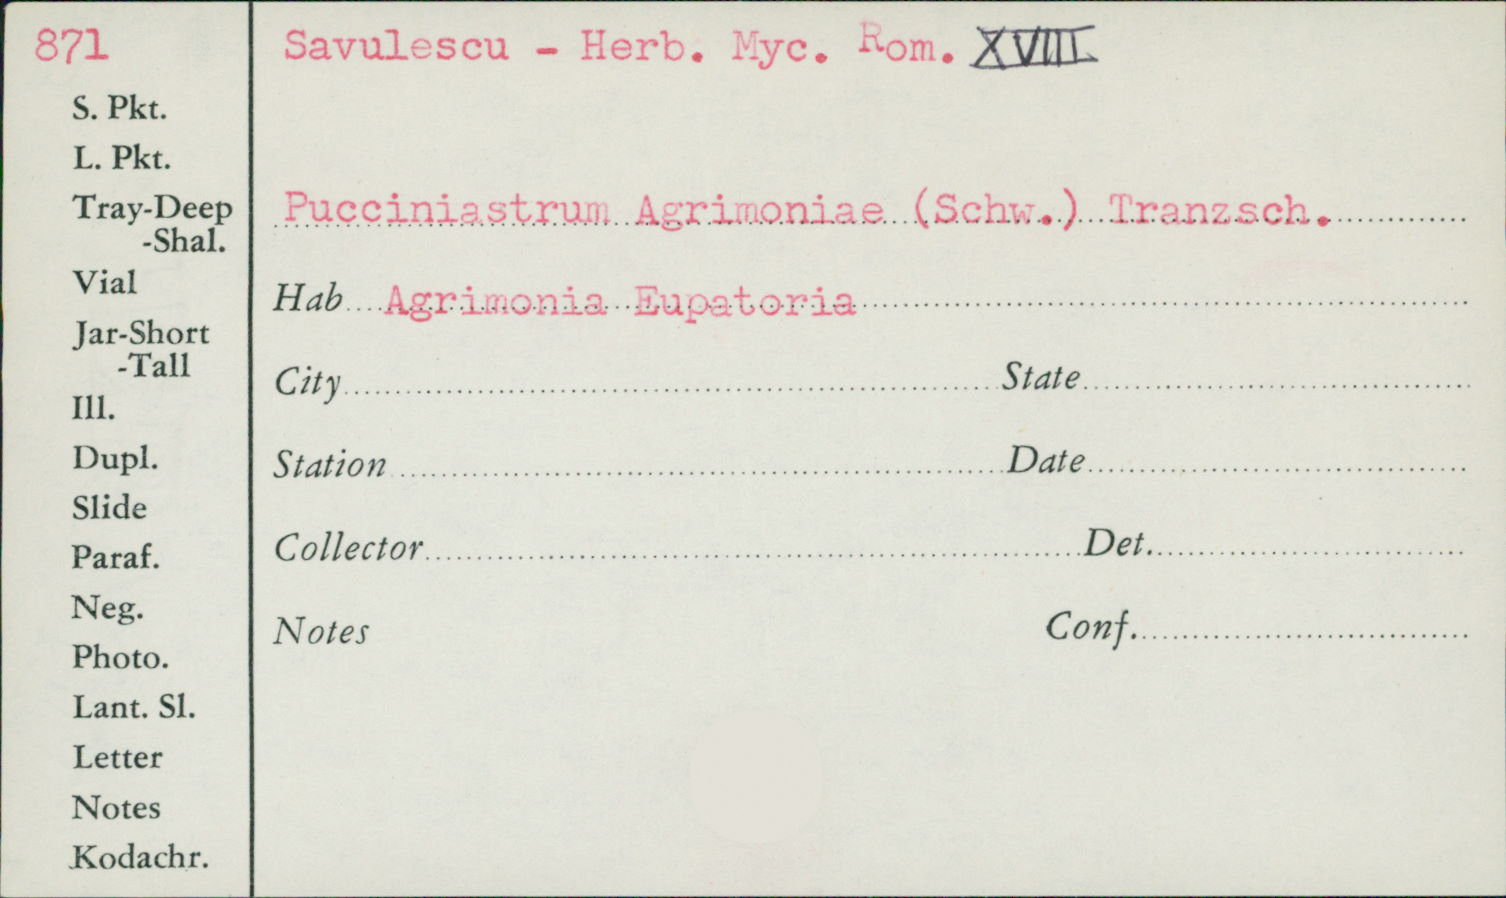 871
Savulescu - Herb. Myc. Rom. XVIII
S. Pkt.
L. Pkt.
Tray-Deep
-Shal.
Vial
Jar-Short
-Tall
Ill.
Dupl.
Slide
Paraf.
Neg.
Photo.
Lant. Sl.
Letter
Notes
Kodachr.
Pucciniastrum Agrimoniae (Schw.) Tranzsch.
Hab Agrimonia Eupatoria
City State
Station Date
Collector Det.
Notes Conf.